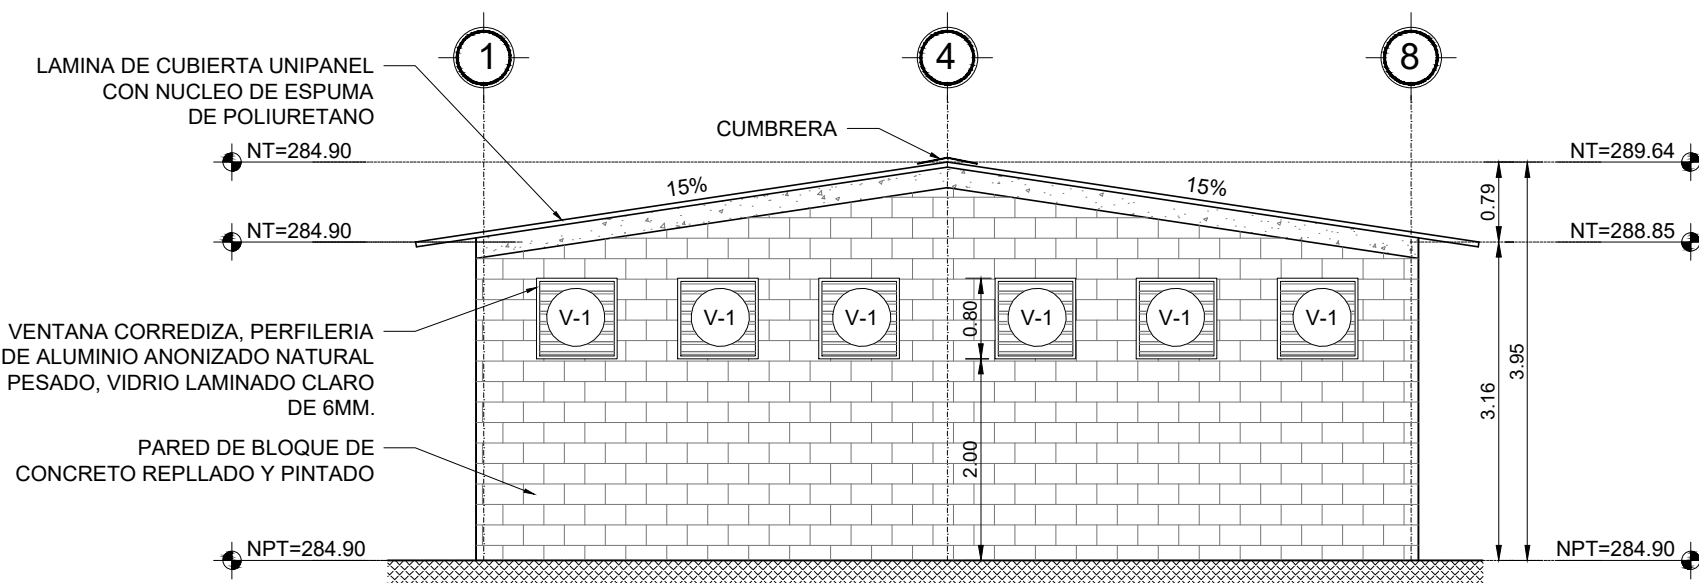 1
4
8
LAMINA DE CUBIERTA UNIPANEL
CON NUCLEO DE ESPUMA
DE POLIURETANO
CUMBRERA
NT=284.90
NT=289.64
15%
15%
0.79
NT=284.90
NT=288.85
VENTANA CORREDIZA, PERFILERIA
DE ALUMINIO ANONIZADO NATURAL
PESADO, VIDRIO LAMINADO CLARO
DE 6MM.
V-1
V-1
V-1
0.80
V-1
V-1
V-1
3.16
3.95
PARED DE BLOQUE DE
CONCRETO REPLLADO Y PINTADO
2.00
NPT=284.90
NPT=284.90